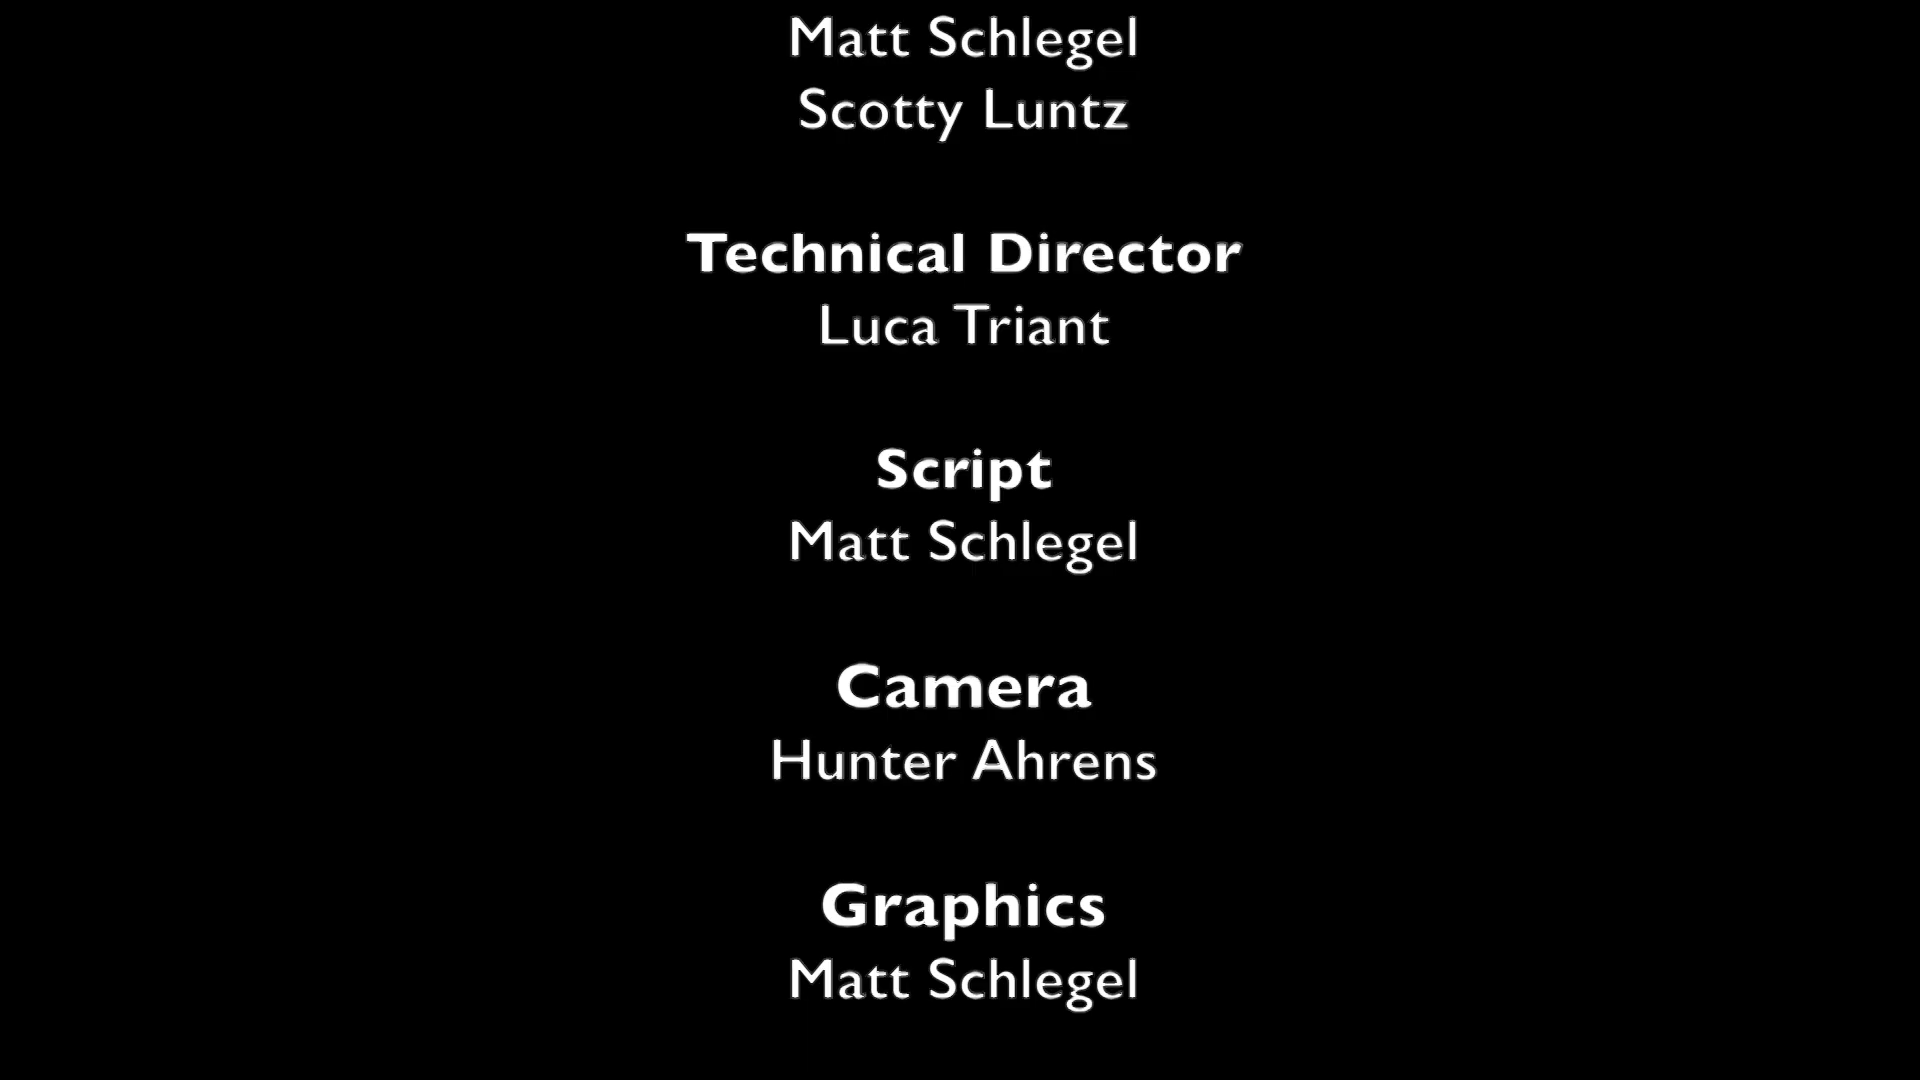 Matt Schlegel
Scotty Luntz
Technical Director
Luca Triant
Script
Matt Schlegel
Camera
Hunter Ahrens
Graphics
Matt Schlegel